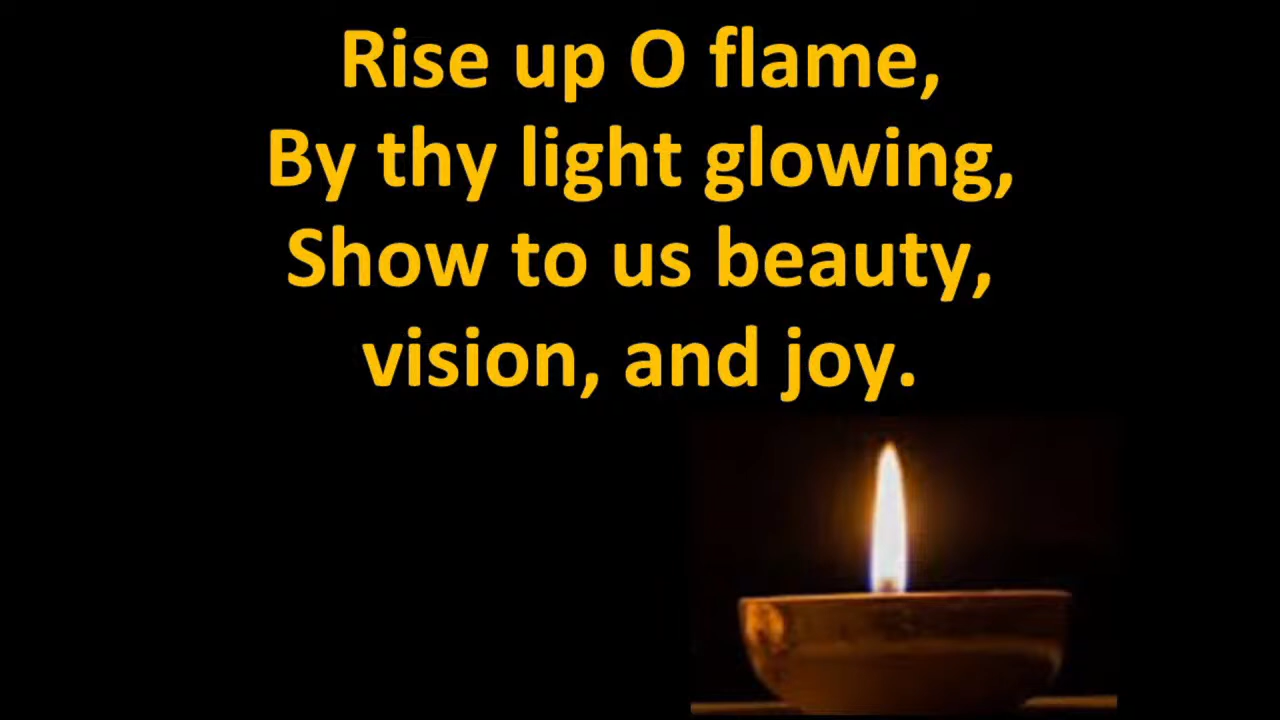 Rise up O flame,
By thy light glowing,
Show to us beauty,
vision, and joy.